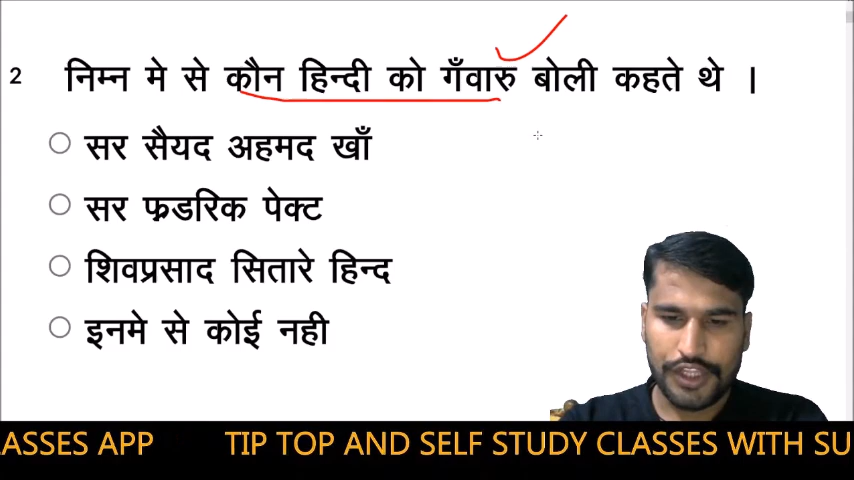 2 निम्न मे से कौन हिन्दी को गँवारु बोली कहते थे ।
सर सैयद अहमद खाँ
सर फ्रडरिक पेक्ट
शिवप्रसाद सितारे हिन्द
इनमे से कोई नही
LASSES APP TIP TOP AND SELF STUDY CLASSES WITH SU